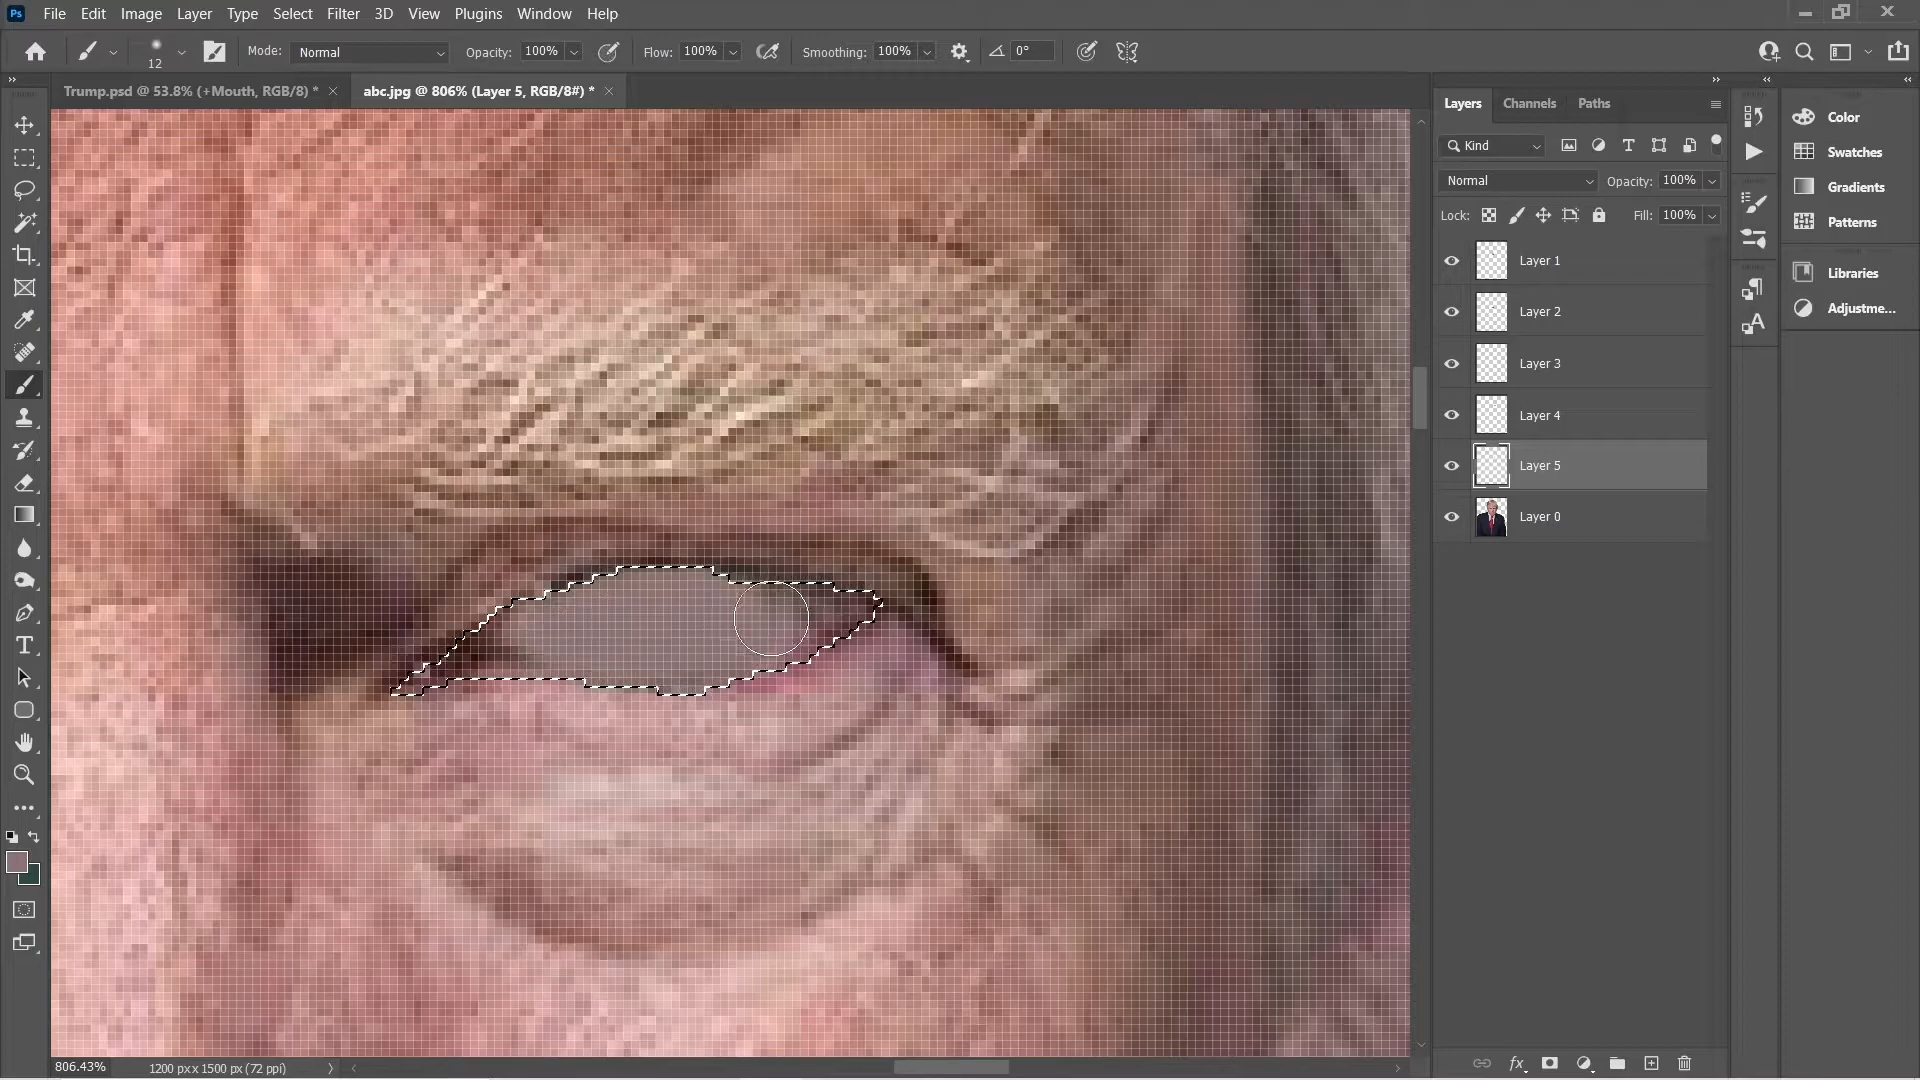 Ps File Edit Image Layer Type Select Filter 3D View Plugins Window Help
12 Mode: Normal Opacity: 100% Flow: 100% Smoothing: 100% 0°
Trump.psd @ 53.8% (+Mouth, RGB/8) * abc.jpg @ 806% (Layer 5, RGB/8#) *
Layers Channels Paths
Kind
Normal Opacity: 100%
Lock: Fill: 100%
Layer 1
Layer 2
Layer 3
Layer 4
Layer 5
Layer 0
Color
Swatches
Gradients
Patterns
Libraries
Adjustme...
806.43% 1200 px x 1500 px (72 ppi)